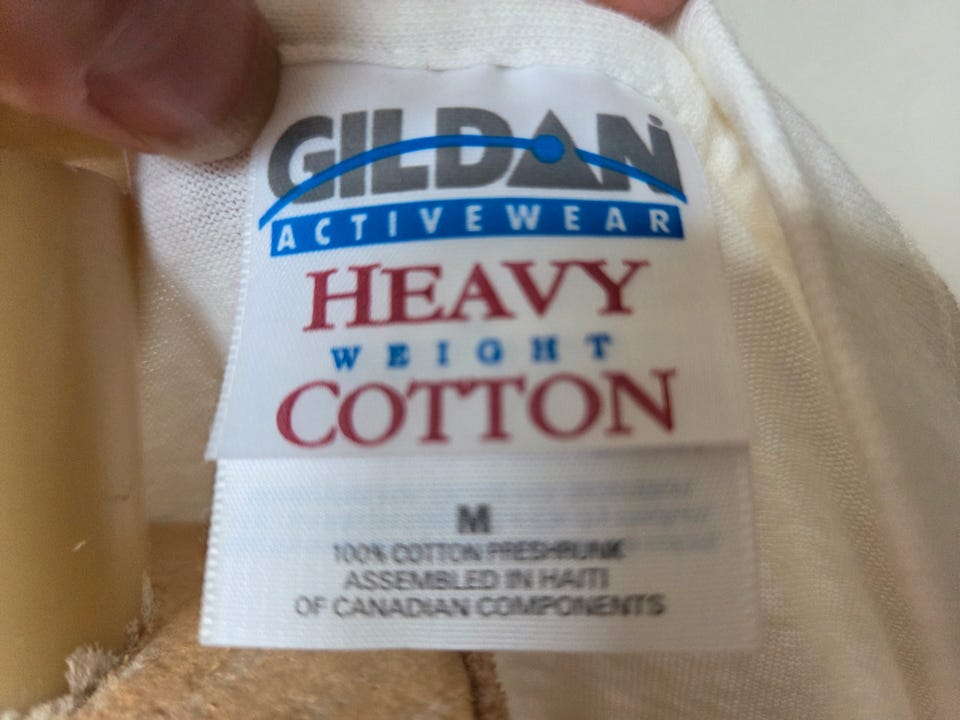 GILDAN
ACTIVEWEAR
HEAVY
WEIGHT
COTTON
M
100% COTTON PRESHRUNK
ASSEMBLED IN HAITI
OF CANADIAN COMPONENTS